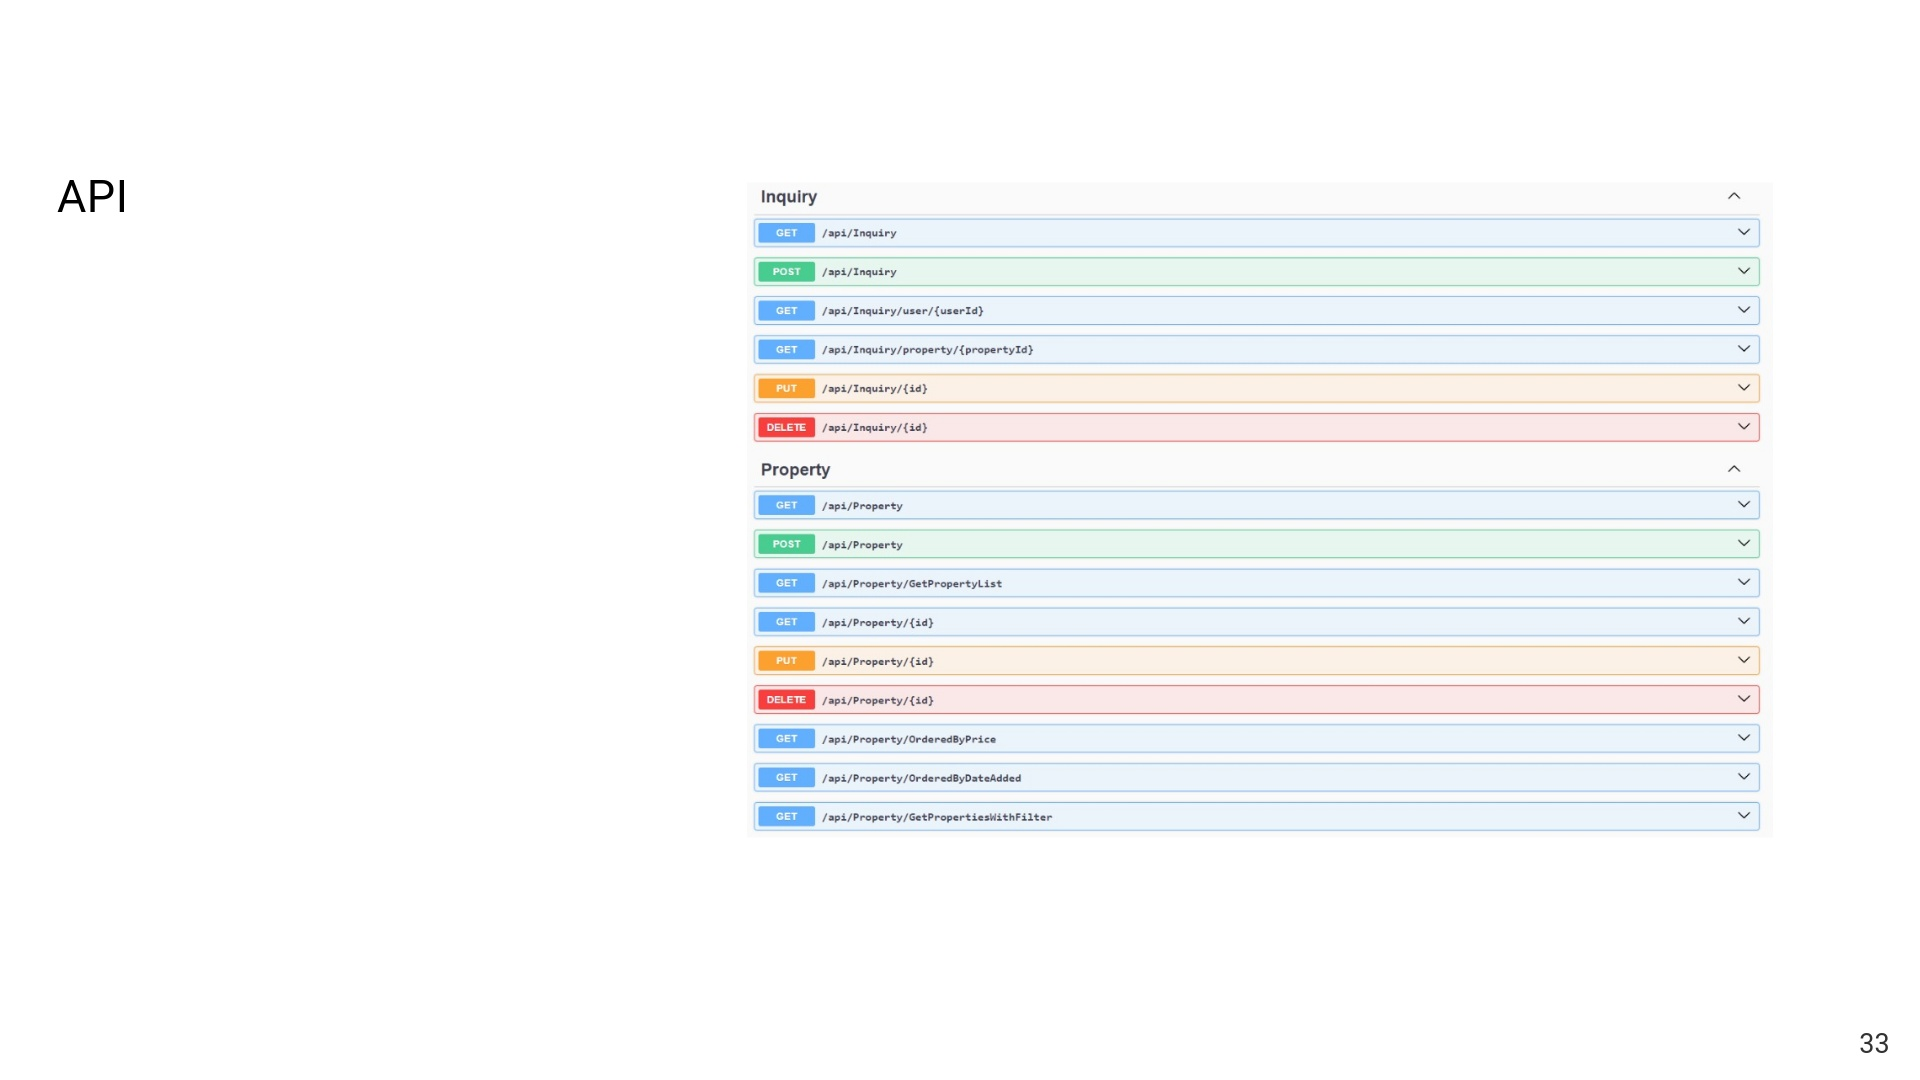 API
Inquiry
GET /api/Inquiry
POST /api/Inquiry
GET /api/Inquiry/user/{userId}
GET /api/Inquiry/property/{propertyId}
PUT /api/Inquiry/{id}
DELETE /api/Inquiry/{id}
Property
GET /api/Property
POST /api/Property
GET /api/Property/GetPropertyList
GET /api/Property/{id}
PUT /api/Property/{id}
DELETE /api/Property/{id}
GET /api/Property/OrderedByPrice
GET /api/Property/OrderedByDateAdded
GET /api/Property/GetPropertiesWithFilter
33